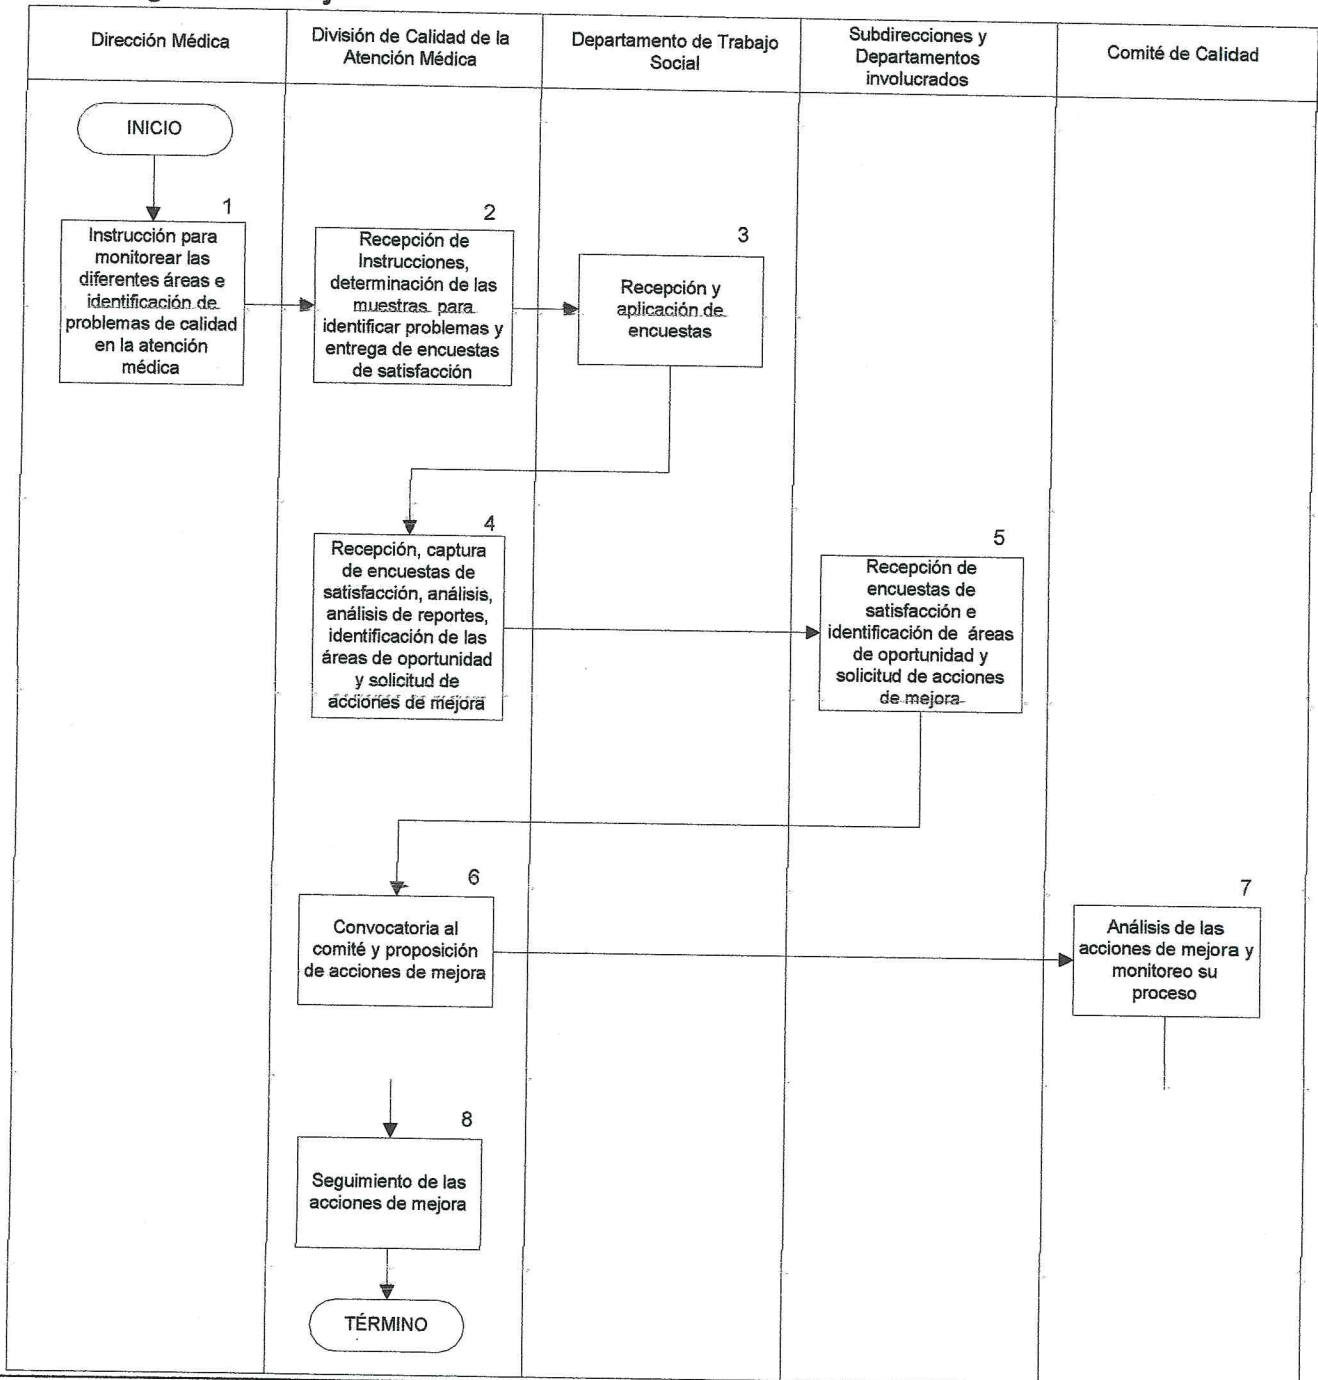 Dirección Médica
División de Calidad de la
Atención Médica
Departamento de Trabajo
Social
Subdirecciones y
Departamentos
involucrados
Comité de Calidad
INICIO
1
Instrucción para
monitorear las
diferentes áreas e
identificación de
problemas de calidad
en la atención
médica
2
Recepción de
Instrucciones,
determinación de las
muestras para
identificar problemas y
entrega de encuestas
de satisfacción
3
Recepción y
aplicación de
encuestas
4
Recepción, captura
de encuestas de
satisfacción, análisis,
análisis de reportes,
identificación de las
áreas de oportunidad
y solicitud de
acciones de mejora
5
Recepción de
encuestas de
satisfacción e
identificación de áreas
de oportunidad y
solicitud de acciones
de mejora
6
Convocatoria al
comité y proposición
de acciones de mejora
7
Análisis de las
acciones de mejora y
monitoreo su
proceso
8
Seguimiento de las
acciones de mejora
TÉRMINO